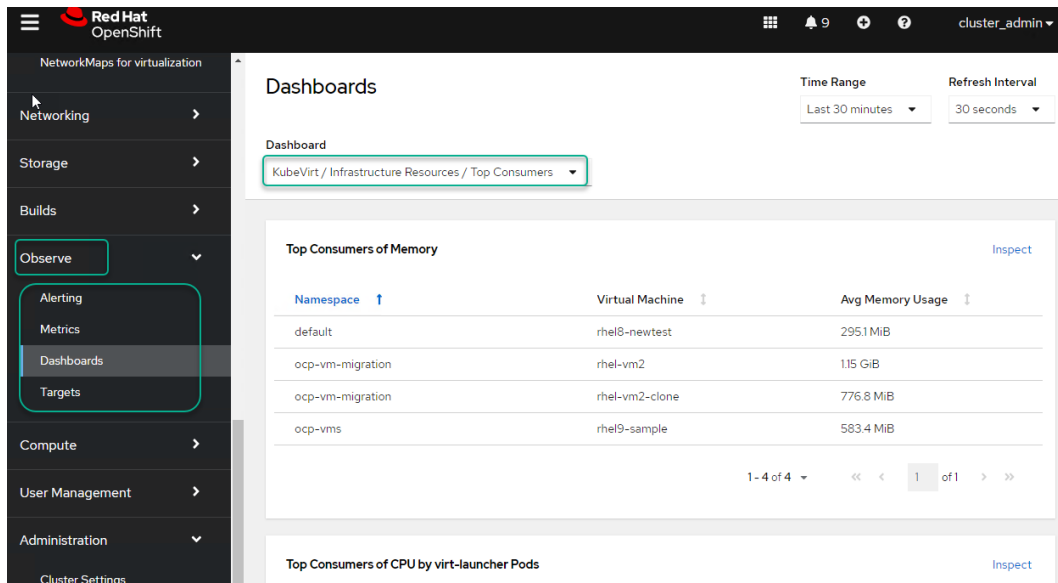 Red Hat
OpenShift
9
cluster_admin
NetworkMaps for virtualization
Networking
Storage
Builds
Observe
Alerting
Metrics
Dashboards
Targets
Compute
User Management
Administration
Cluster Settings
Dashboards
Time Range
Refresh Interval
Last 30 minutes
30 seconds
Dashboard
KubeVirt / Infrastructure Resources / Top Consumers
Top Consumers of Memory
Inspect
Namespace Virtual Machine Avg Memory Usage
default rhel8-newtest 295.1 MiB
ocp-vm-migration rhel-vm2 1.15 GiB
ocp-vm-migration rhel-vm2-clone 776.8 MiB
ocp-vms rhel9-sample 583.4 MiB
1 - 4 of 4
1 of 1
Top Consumers of CPU by virt-launcher Pods
Inspect